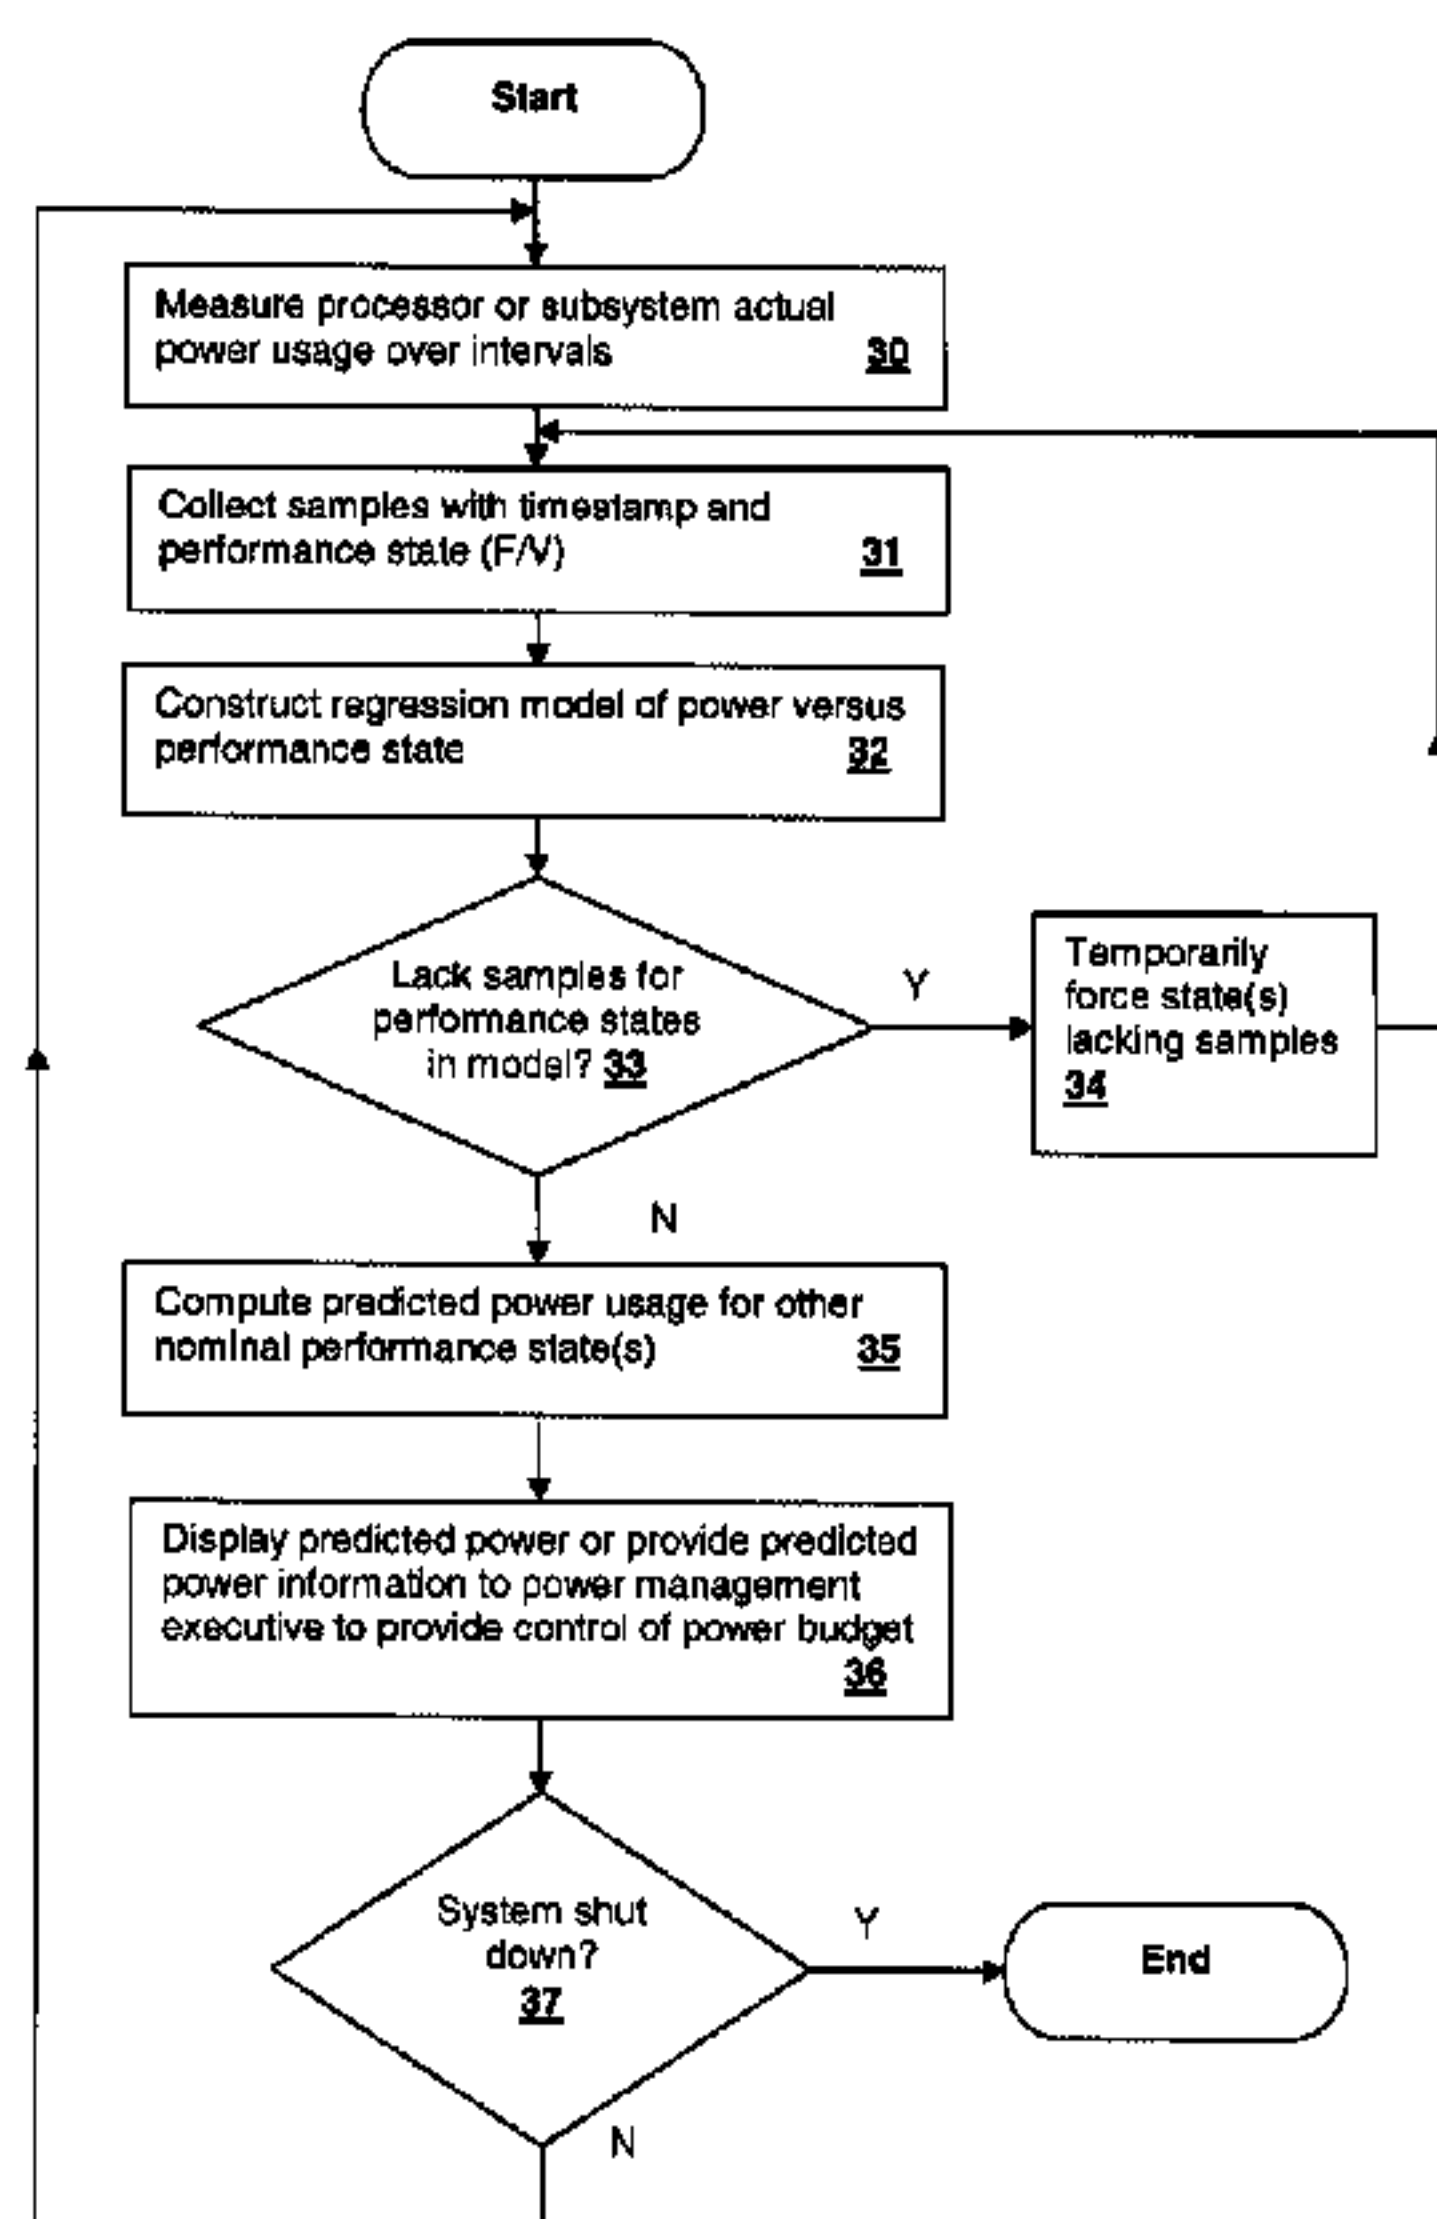 Start
Measure processor or subsystem actual
power usage over intervals 30
Collect samples with timestamp and
performance state (F/V) 31
Construct regression model of power versus
performance state 32
Lack samples for
performance states
in model? 33
Y
Temporarily
force state(s)
lacking samples
34
N
Compute predicted power usage for other
nominal performance state(s) 35
Display predicted power or provide predicted
power information to power management
executive to provide control of power budget
36
System shut
down?
37
Y
End
N